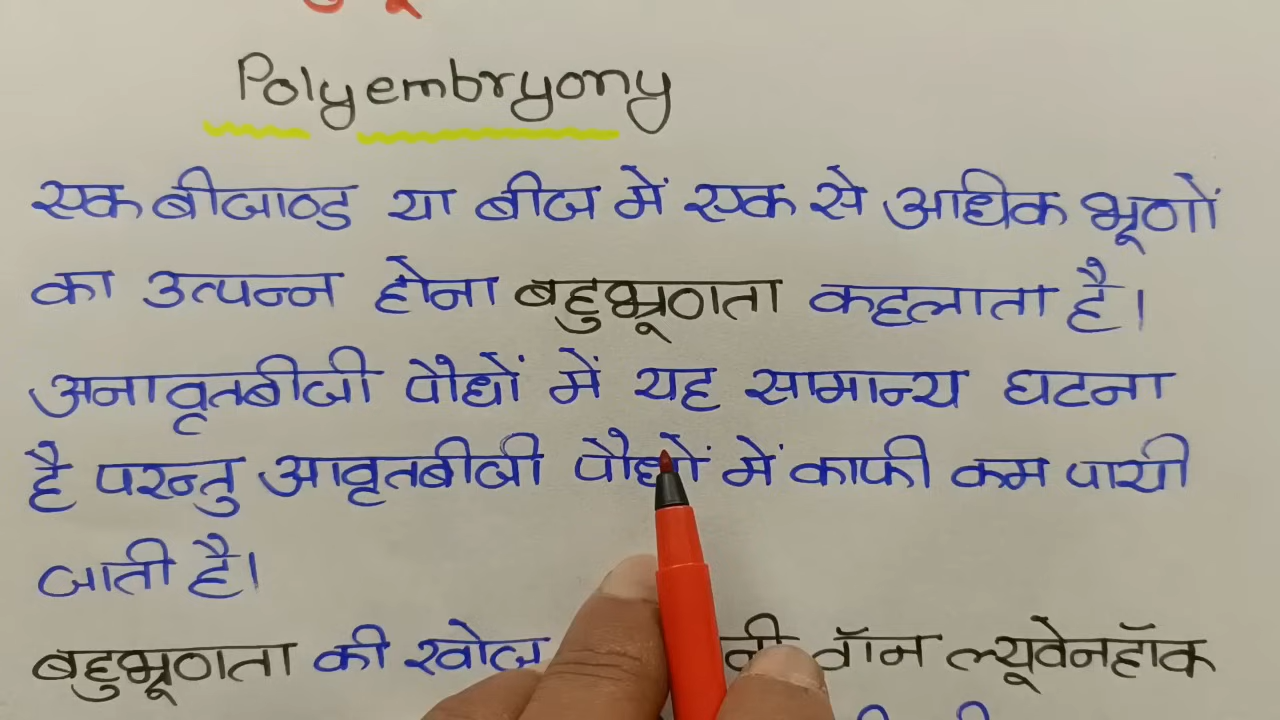 Polyembryony
एक बीजाण्ड या बीज में एक से अधिक भ्रूणों
का उत्पन्न होना बहुभ्रूणता कहलाता है।
अनावृतबीजी पौधों में यह सामान्य घटना
है परन्तु आवृतबीजी पौधों में काफी कम पायी
जाती है।
बहुभ्रूणता की खोज वॉन ल्यूवेनहॉक